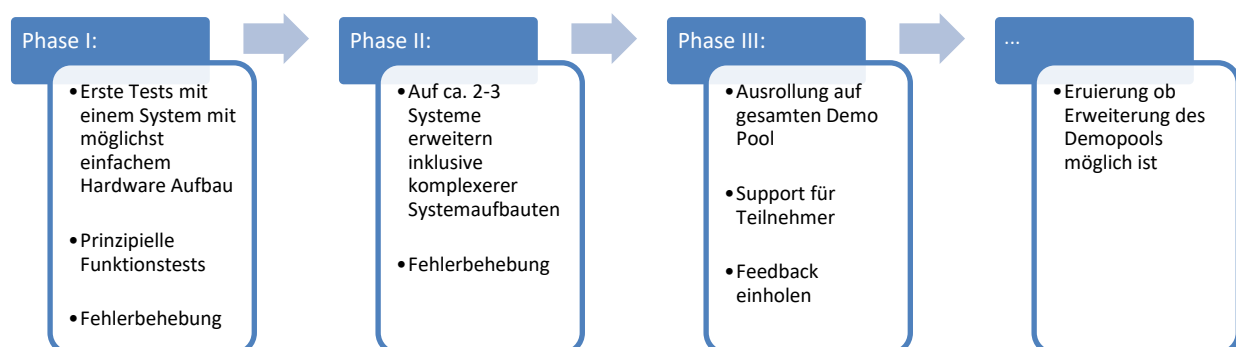 Phase I:
•Erste Tests mit
einem System mit
möglichst
einfachem
Hardware Aufbau
•Prinzipielle
Funktionstests
•Fehlerbehebung
Phase II:
•Auf ca. 2-3
Systeme
erweitern
inklusive
komplexerer
Systemaufbauten
•Fehlerbehebung
Phase III:
•Ausrollung auf
gesamten Demo
Pool
•Support für
Teilnehmer
•Feedback
einholen
...
•Eruierung ob
Erweiterung des
Demopools
möglich ist